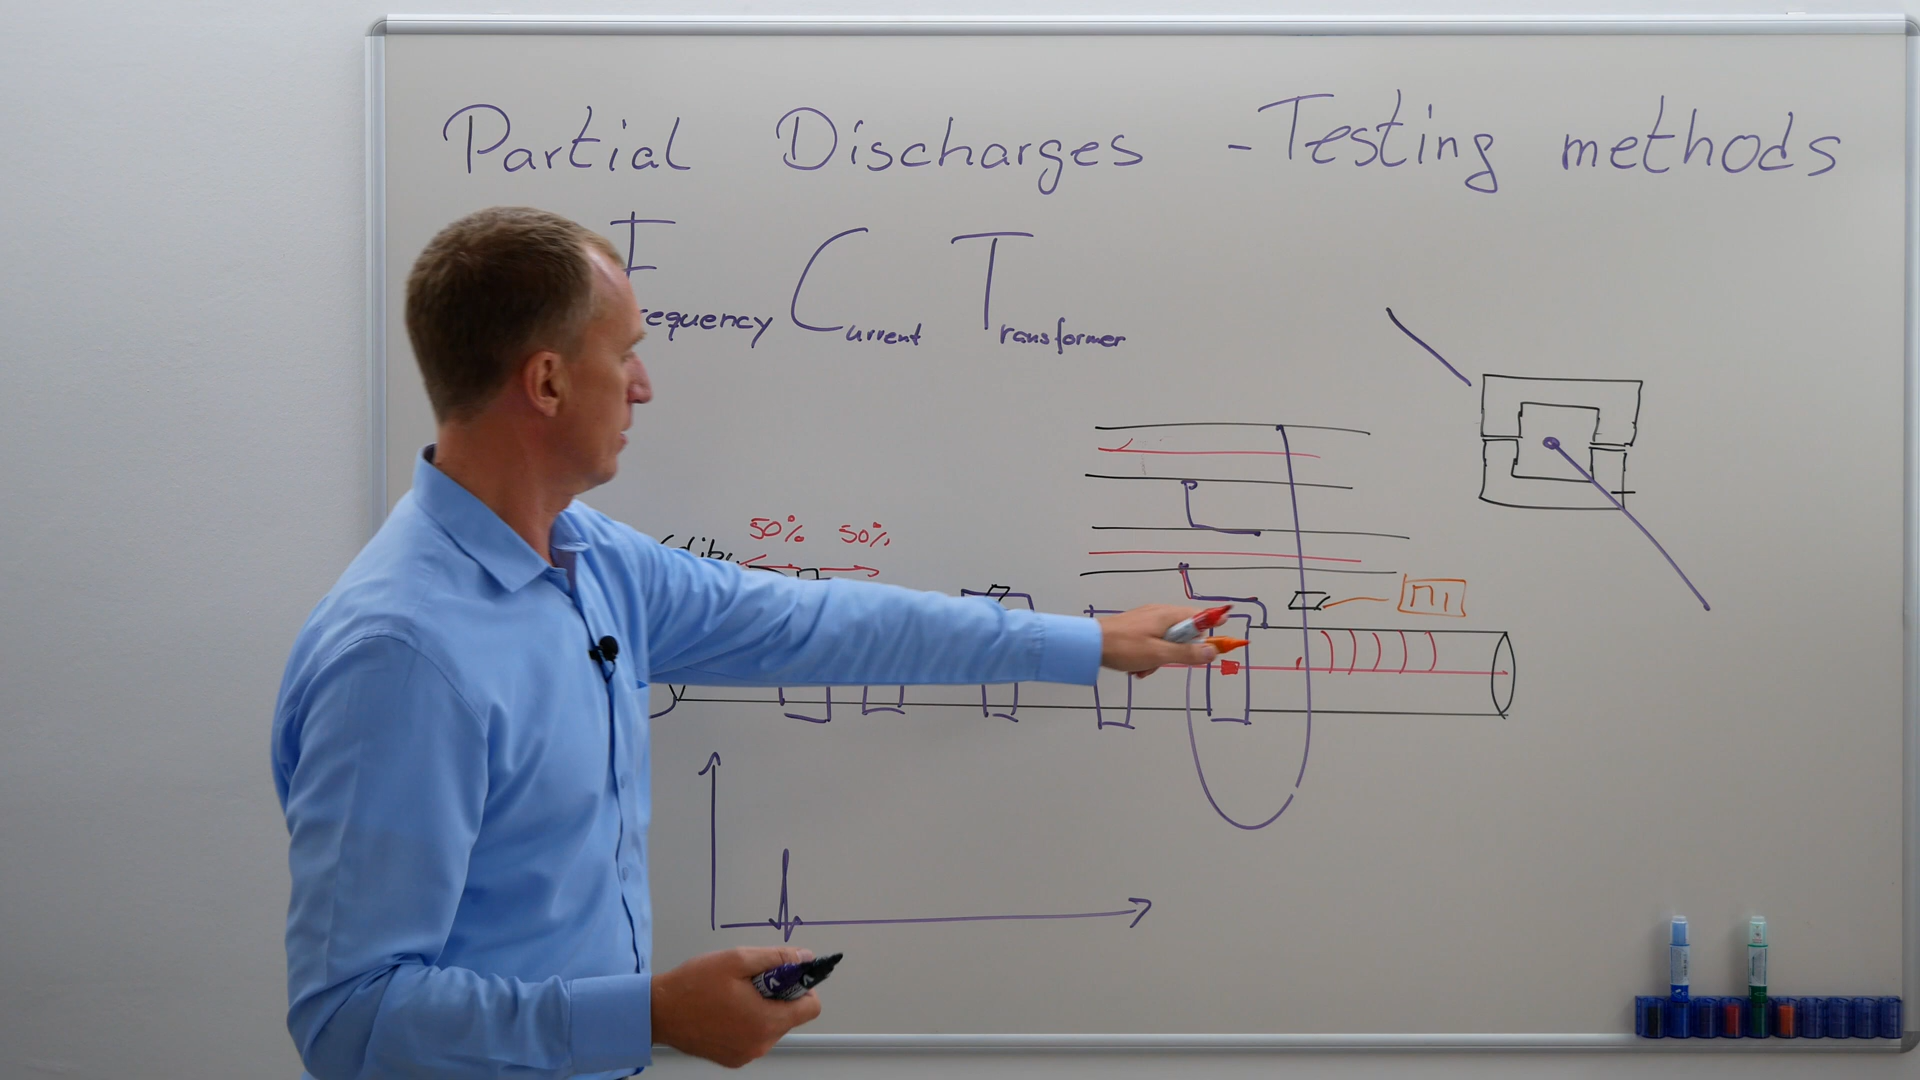 Partial Discharges - Testing methods
F C T
requency urrent ransformer
50% 50%